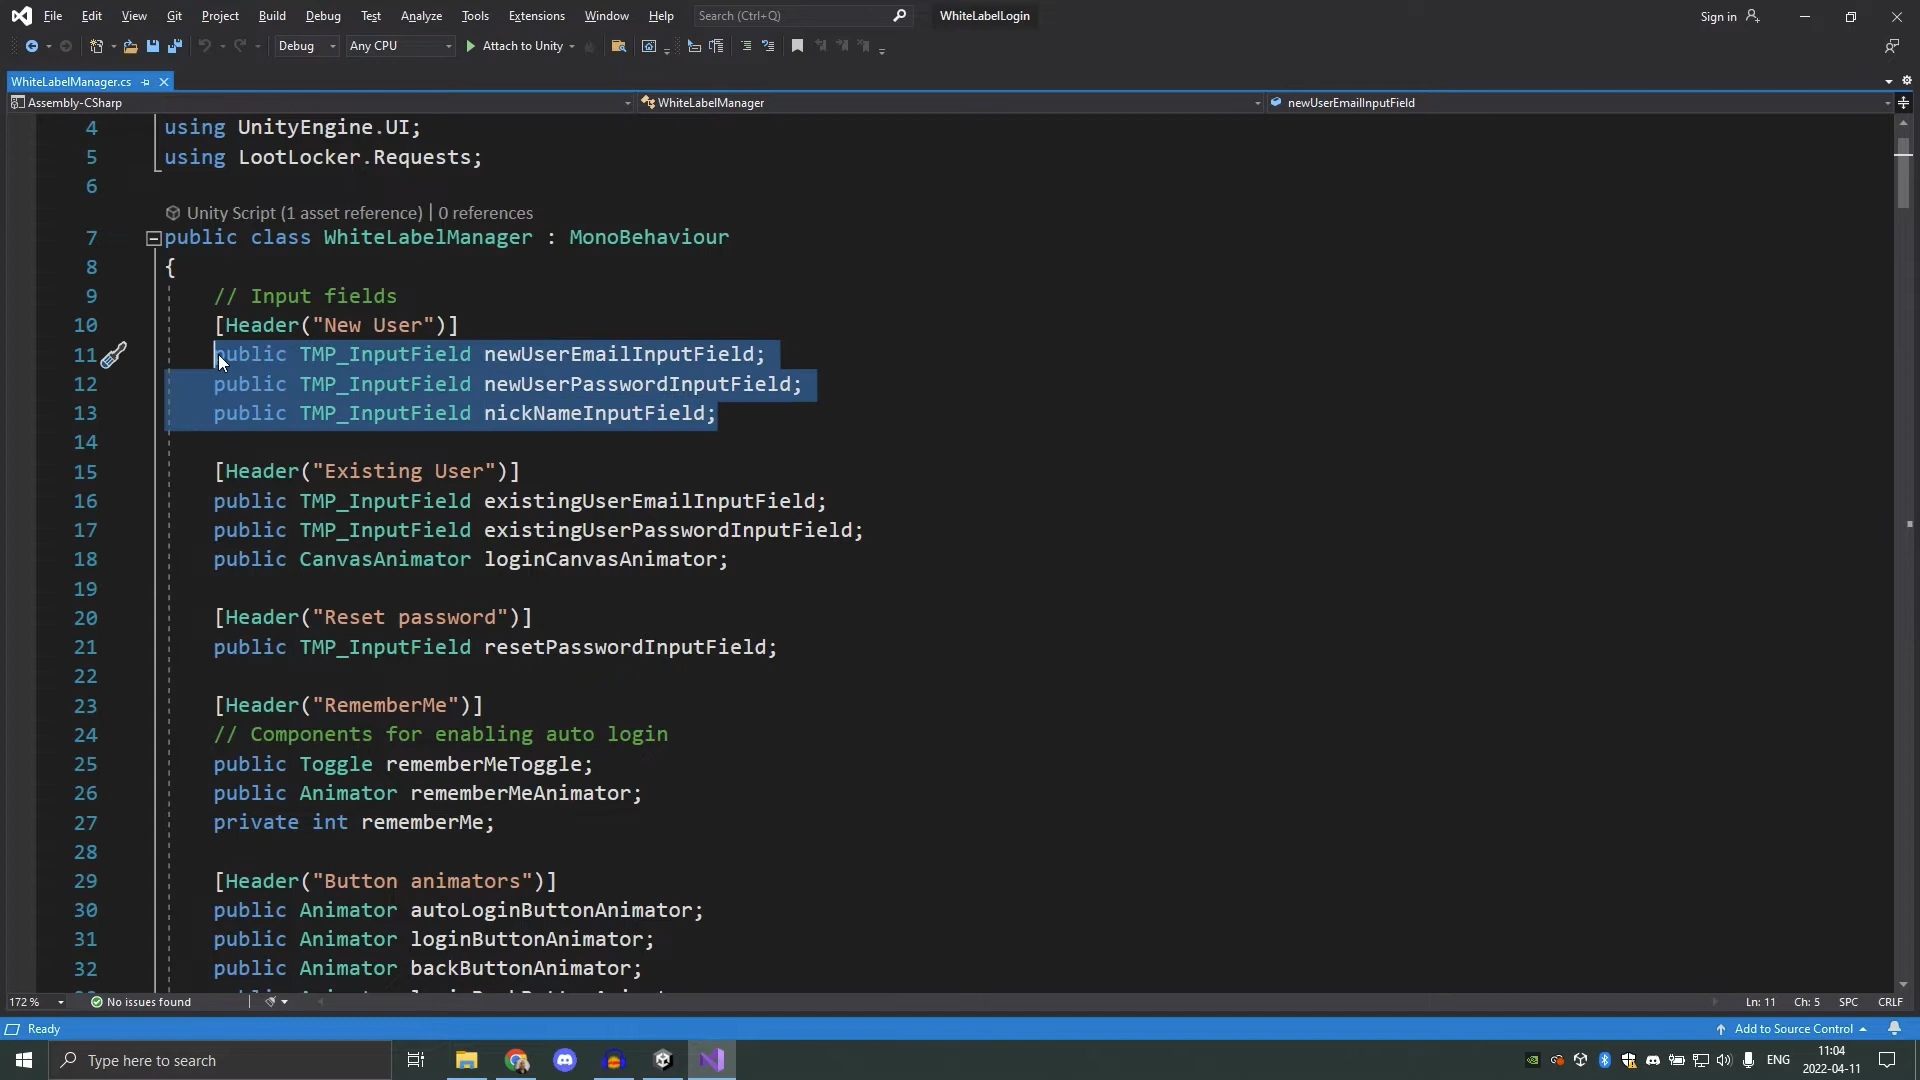 File Edit View Git Project Build Debug Test Analyze Tools Extensions Window Help Search (Ctrl+Q) WhiteLabelLogin Sign in
Debug Any CPU Attach to Unity
WhiteLabelManager.cs
Assembly-CSharp WhiteLabelManager newUserEmailInputField
4 using UnityEngine.UI;
5 using LootLocker.Requests;
6
Unity Script (1 asset reference) | 0 references
7 public class WhiteLabelManager : MonoBehaviour
8 {
9 // Input fields
10 [Header("New User")]
11 public TMP_InputField newUserEmailInputField;
12 public TMP_InputField newUserPasswordInputField;
13 public TMP_InputField nickNameInputField;
14
15 [Header("Existing User")]
16 public TMP_InputField existingUserEmailInputField;
17 public TMP_InputField existingUserPasswordInputField;
18 public CanvasAnimator loginCanvasAnimator;
19
20 [Header("Reset password")]
21 public TMP_InputField resetPasswordInputField;
22
23 [Header("RememberMe")]
24 // Components for enabling auto login
25 public Toggle rememberMeToggle;
26 public Animator rememberMeAnimator;
27 private int rememberMe;
28
29 [Header("Button animators")]
30 public Animator autoLoginButtonAnimator;
31 public Animator loginButtonAnimator;
32 public Animator backButtonAnimator;
172 % No issues found Ln: 11 Ch: 5 SPC CRLF
Ready Add to Source Control
Type here to search ENG 11:04
2022-04-11